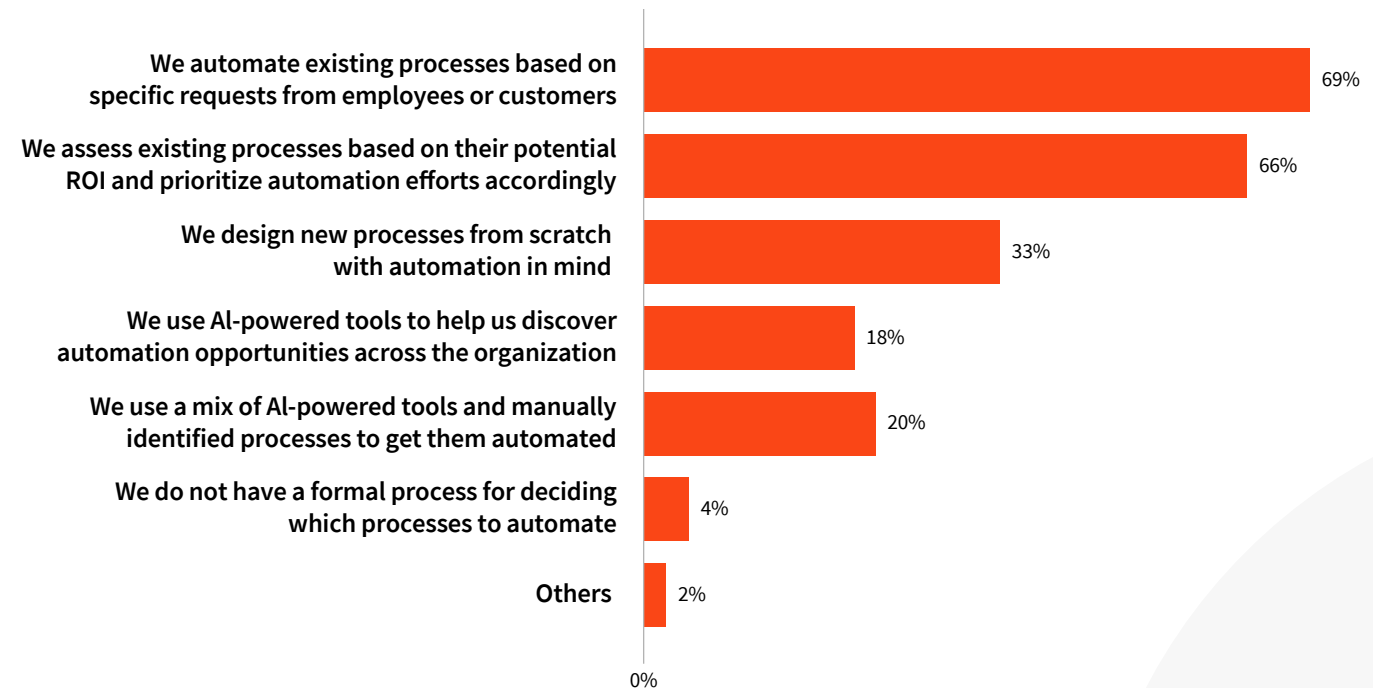 We automate existing processes based on
specific requests from employees or customers
69%
We assess existing processes based on their potential
ROI and prioritize automation efforts accordingly
66%
We design new processes from scratch
with automation in mind
33%
We use AI-powered tools to help us discover
automation opportunities across the organization
18%
We use a mix of AI-powered tools and manually
identified processes to get them automated
20%
We do not have a formal process for deciding
which processes to automate
4%
Others
2%
0%